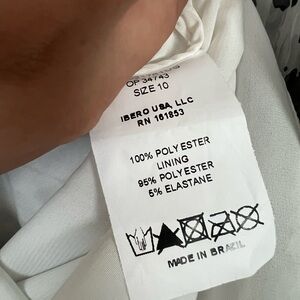 OP 34743
SIZE 10
IBERO USA, LLC
RN 161853
100% POLYESTER
LINING
95% POLYESTER
5% ELASTANE
MADE IN BRAZIL